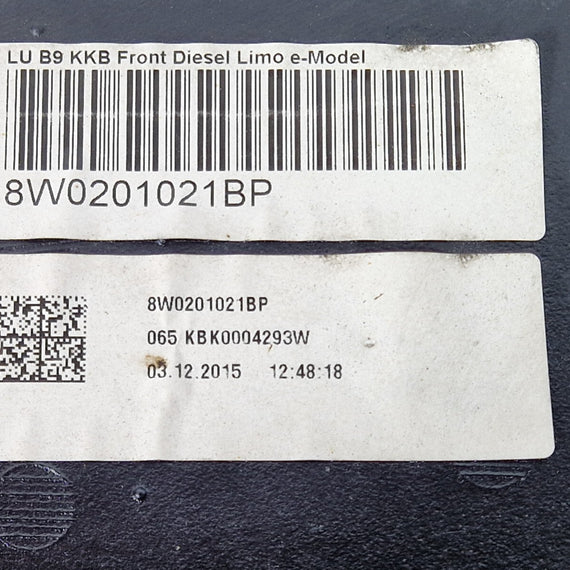 LU B9 KKB Front Diesel Limo e-Model
8W0201021BP
8W0201021BP
065 KBK0004293W
03.12.2015 12:48:18